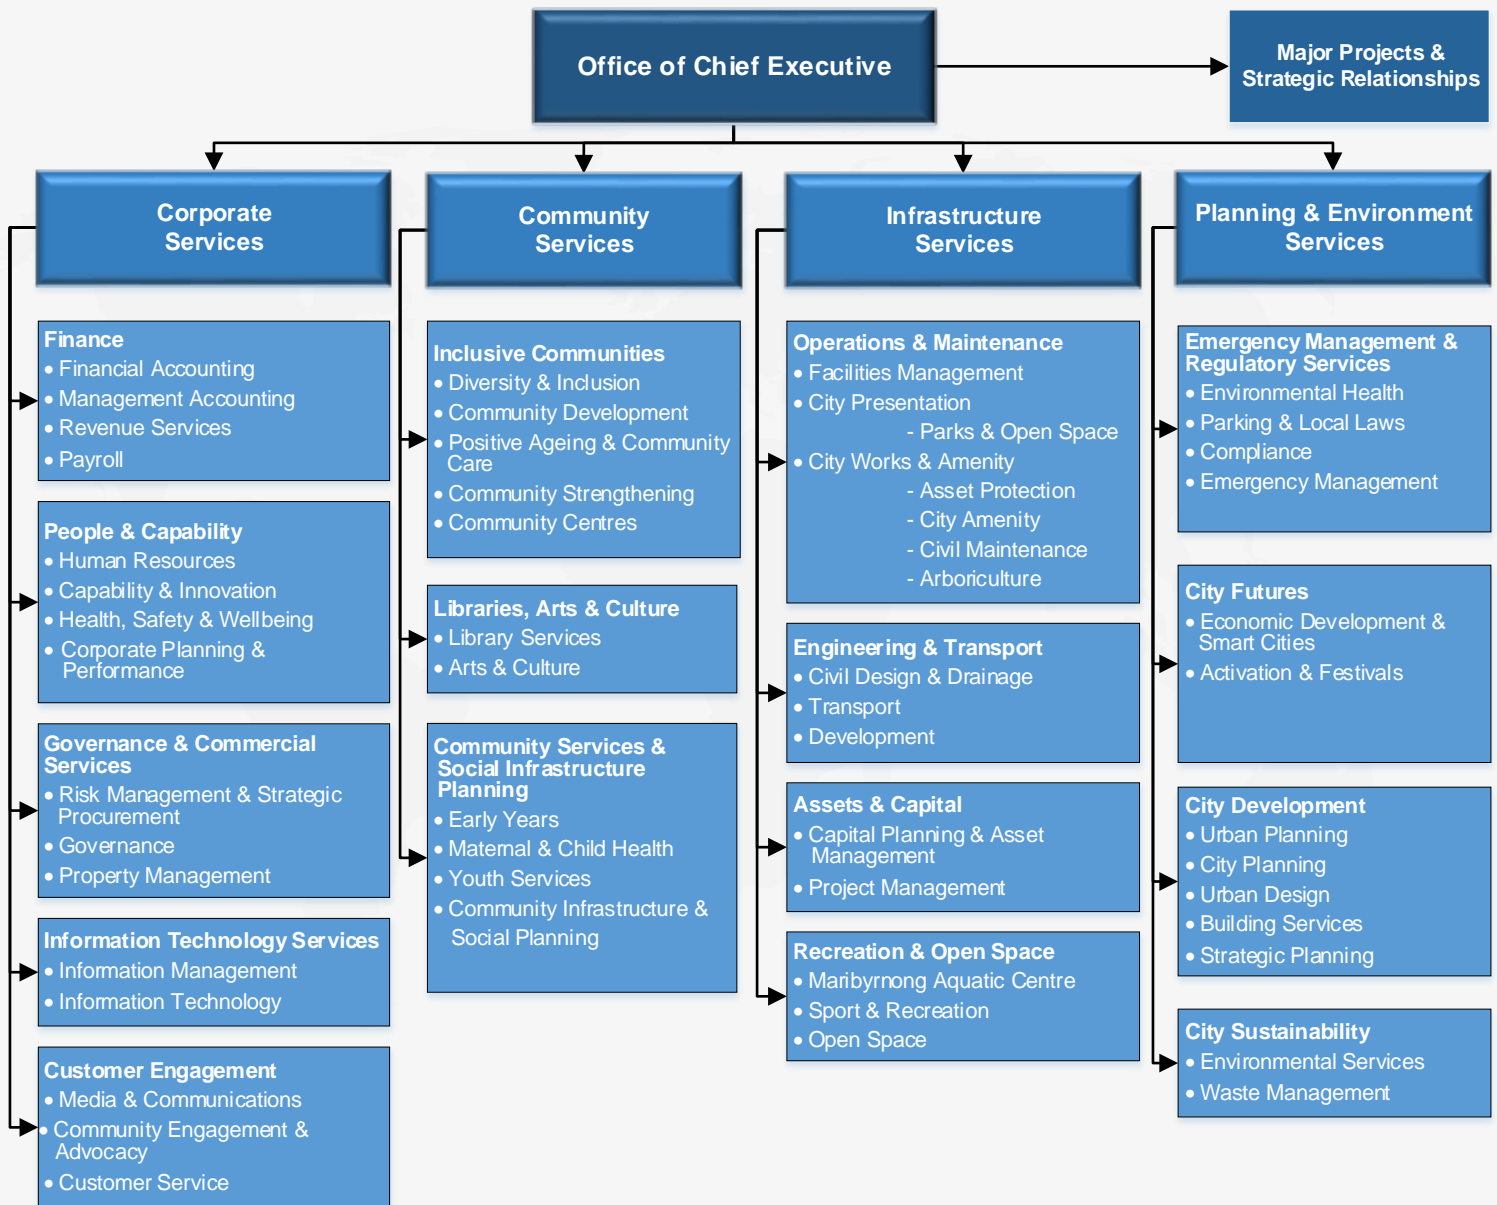 Office of Chief Executive
Major Projects &
Strategic Relationships
Corporate
Services
Community
Services
Infrastructure
Services
Planning & Environment
Services
Finance
• Financial Accounting
• Management Accounting
• Revenue Services
• Payroll
People & Capability
• Human Resources
• Capability & Innovation
• Health, Safety & Wellbeing
• Corporate Planning &
Performance
Governance & Commercial
Services
• Risk Management & Strategic
Procurement
• Governance
• Property Management
Information Technology Services
• Information Management
• Information Technology
Customer Engagement
• Media & Communications
• Community Engagement &
Advocacy
• Customer Service
Inclusive Communities
• Diversity & Inclusion
• Community Development
• Positive Ageing & Community
Care
• Community Strengthening
• Community Centres
Libraries, Arts & Culture
• Library Services
• Arts & Culture
Community Services &
Social Infrastructure
Planning
• Early Years
• Maternal & Child Health
• Youth Services
• Community Infrastructure &
Social Planning
Operations & Maintenance
• Facilities Management
• City Presentation
- Parks & Open Space
• City Works & Amenity
- Asset Protection
- City Amenity
- Civil Maintenance
- Arboriculture
Engineering & Transport
• Civil Design & Drainage
• Transport
• Development
Assets & Capital
• Capital Planning & Asset
Management
• Project Management
Recreation & Open Space
• Maribyrnong Aquatic Centre
• Sport & Recreation
• Open Space
Emergency Management &
Regulatory Services
• Environmental Health
• Parking & Local Laws
• Compliance
• Emergency Management
City Futures
• Economic Development &
Smart Cities
• Activation & Festivals
City Development
• Urban Planning
• City Planning
• Urban Design
• Building Services
• Strategic Planning
City Sustainability
• Environmental Services
• Waste Management